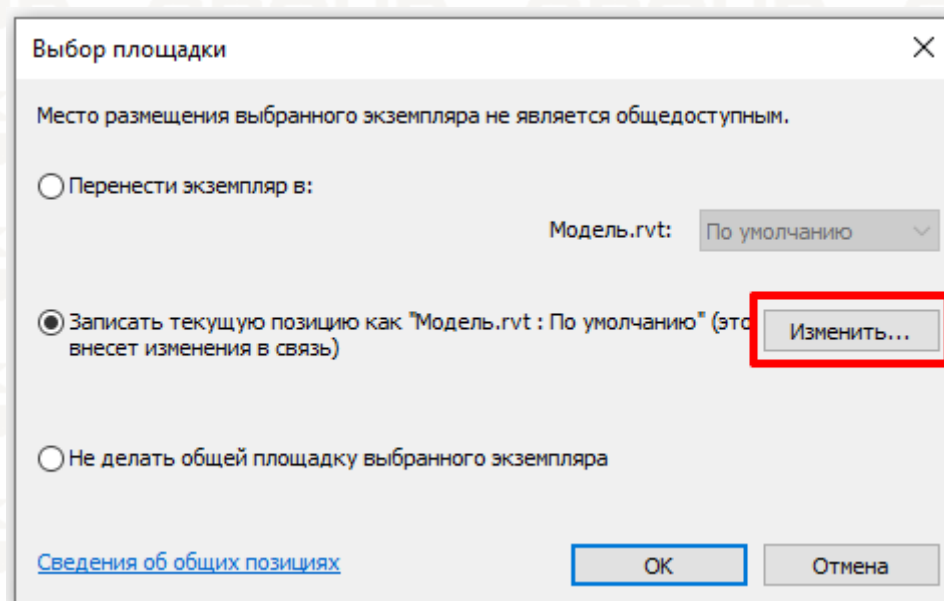 Выбор площадки
Место размещения выбранного экземпляра не является общедоступным.
Перенести экземпляр в:
Модель.rvt: По умолчанию
Записать текущую позицию как "Модель.rvt : По умолчанию" (это
внесет изменения в связь)
Изменить...
Не делать общей площадку выбранного экземпляра
Сведения об общих позициях
OK
Отмена